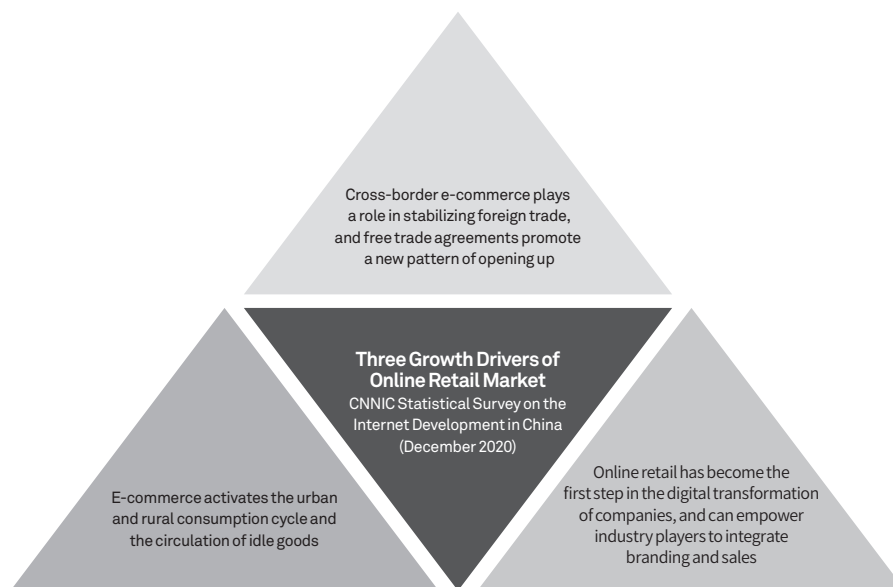 Cross-border e-commerce plays
a role in stabilizing foreign trade,
and free trade agreements promote
a new pattern of opening up
Three Growth Drivers of
Online Retail Market
CNNIC Statistical Survey on the
Internet Development in China
(December 2020)
E-commerce activates the urban
and rural consumption cycle and
the circulation of idle goods
Online retail has become the
first step in the digital transformation
of companies, and can empower
industry players to integrate
branding and sales